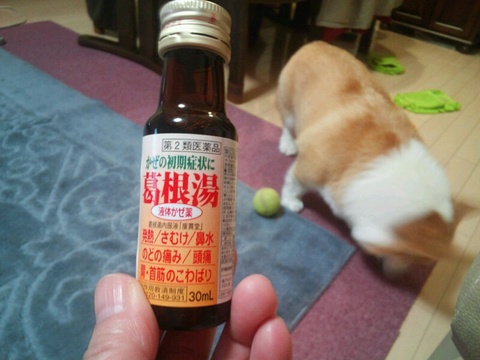 第2類医薬品
かぜの初期症状に
葛根湯
液体かぜ薬
発熱/さむけ/鼻水
のどの痛み/頭痛
肩・首筋のこわばり
30mL